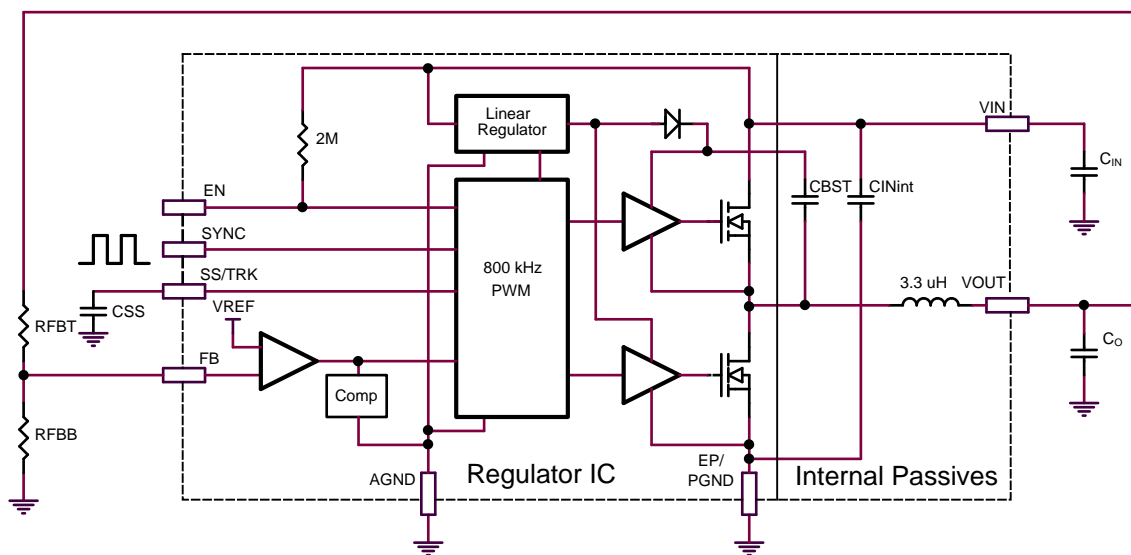 VIN
Linear
Regulator
2M
CIN
CBST
CINint
EN
SYNC
800 kHz
PWM
SS/TRK
3.3 uH
VOUT
CSS
VREF
RFBT
CO
FB
Comp
RFBB
AGND
Regulator IC
EP/
PGND
Internal Passives